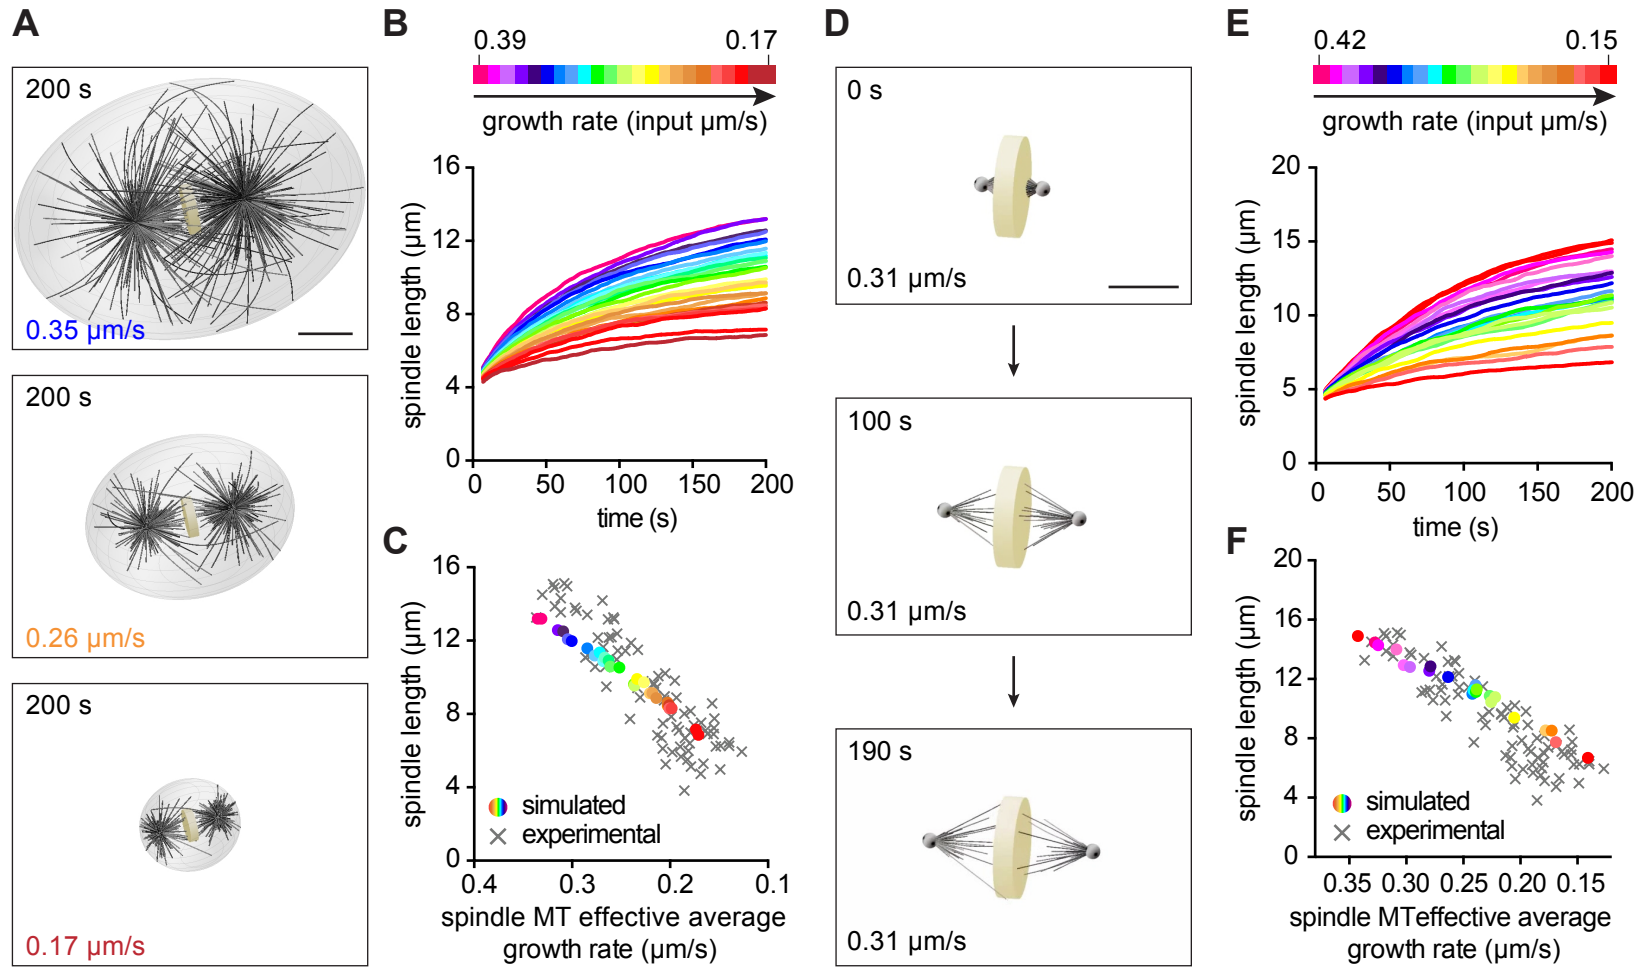 A
200 s
0.35 µm/s
200 s
0.26 µm/s
200 s
0.17 µm/s
B
0.39
0.17
growth rate (input µm/s)
16
12
8
4
0
spindle length (µm)
0
50
100
150
200
time (s)
C
16
12
8
4
0
spindle length (µm)
simulated
experimental
0.4
0.3
0.2
0.1
spindle MT effective average
growth rate (µm/s)
D
0 s
0.31 µm/s
100 s
0.31 µm/s
190 s
0.31 µm/s
E
0.42
0.15
growth rate (input µm/s)
20
15
10
5
0
spindle length (µm)
0
50
100
150
200
time (s)
F
20
16
12
8
4
0
spindle length (µm)
simulated
experimental
0.35
0.30
0.25
0.20
0.15
spindle MTeffective average
growth rate (µm/s)